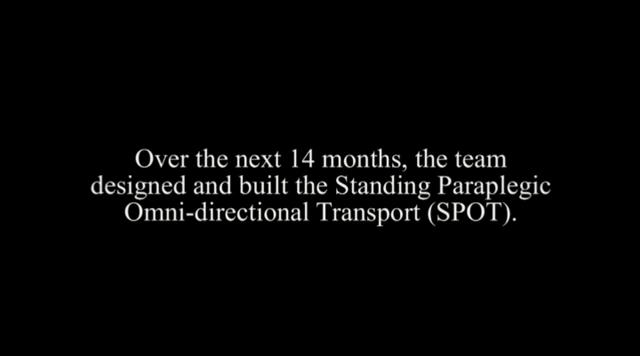 Over the next 14 months, the team
designed and built the Standing Paraplegic
Omni-directional Transport (SPOT).